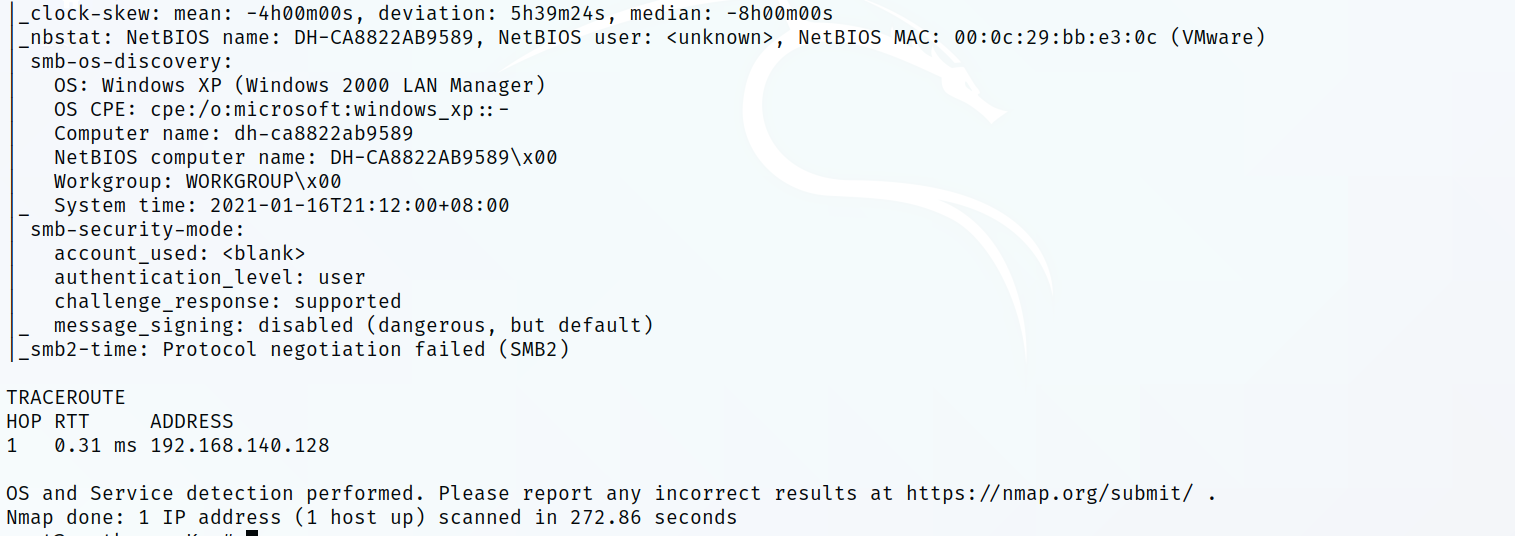 |_clock-skew: mean: -4h00m00s, deviation: 5h39m24s, median: -8h00m00s
|_nbstat: NetBIOS name: DH-CA8822AB9589, NetBIOS user: <unknown>, NetBIOS MAC: 00:0c:29:bb:e3:0c (VMware)
| smb-os-discovery:
|   OS: Windows XP (Windows 2000 LAN Manager)
|   OS CPE: cpe:/o:microsoft:windows_xp::-
|   Computer name: dh-ca8822ab9589
|   NetBIOS computer name: DH-CA8822AB9589\x00
|   Workgroup: WORKGROUP\x00
|_  System time: 2021-01-16T21:12:00+08:00
| smb-security-mode:
|   account_used: <blank>
|   authentication_level: user
|   challenge_response: supported
|_  message_signing: disabled (dangerous, but default)
|_smb2-time: Protocol negotiation failed (SMB2)
TRACEROUTE
HOP RTT     ADDRESS
1   0.31 ms 192.168.140.128
OS and Service detection performed. Please report any incorrect results at https://nmap.org/submit/ .
Nmap done: 1 IP address (1 host up) scanned in 272.86 seconds